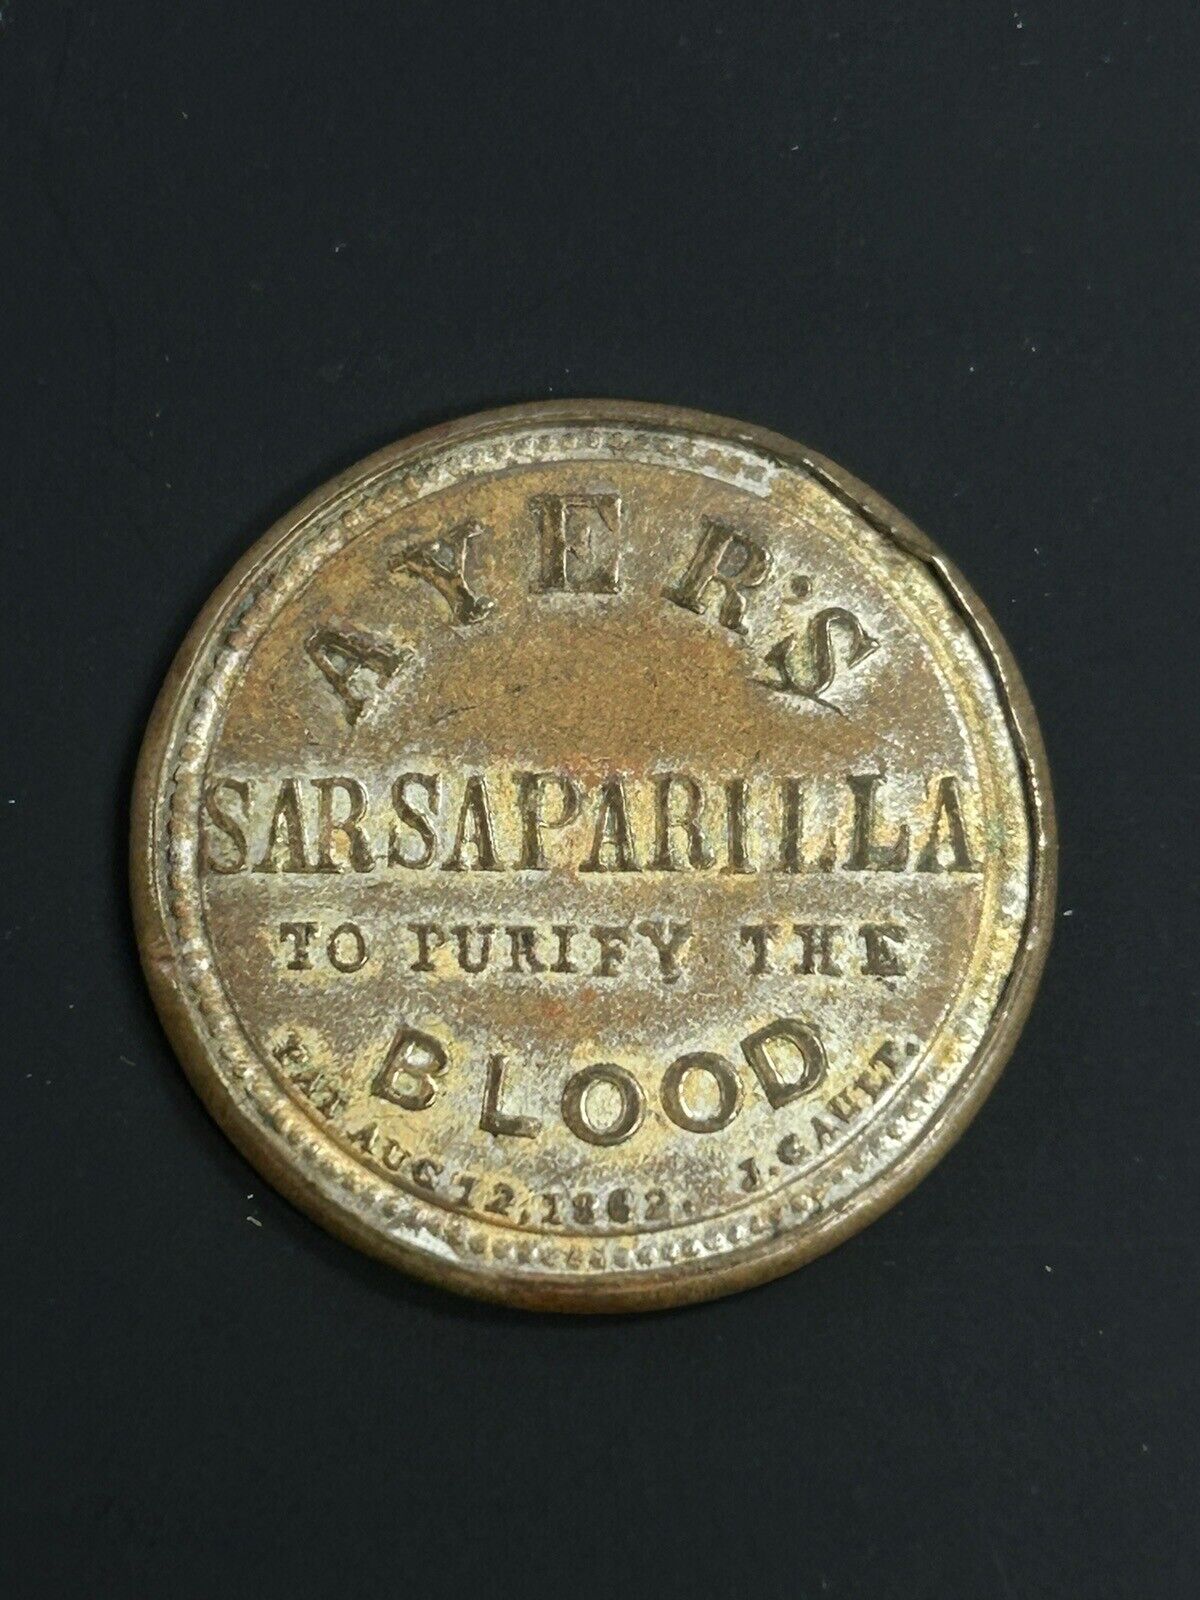 AYER'S
SARSAPARILLA
TO PURIFY THE
BLOOD
PAT AUG 12, 1862. J. GAULT.